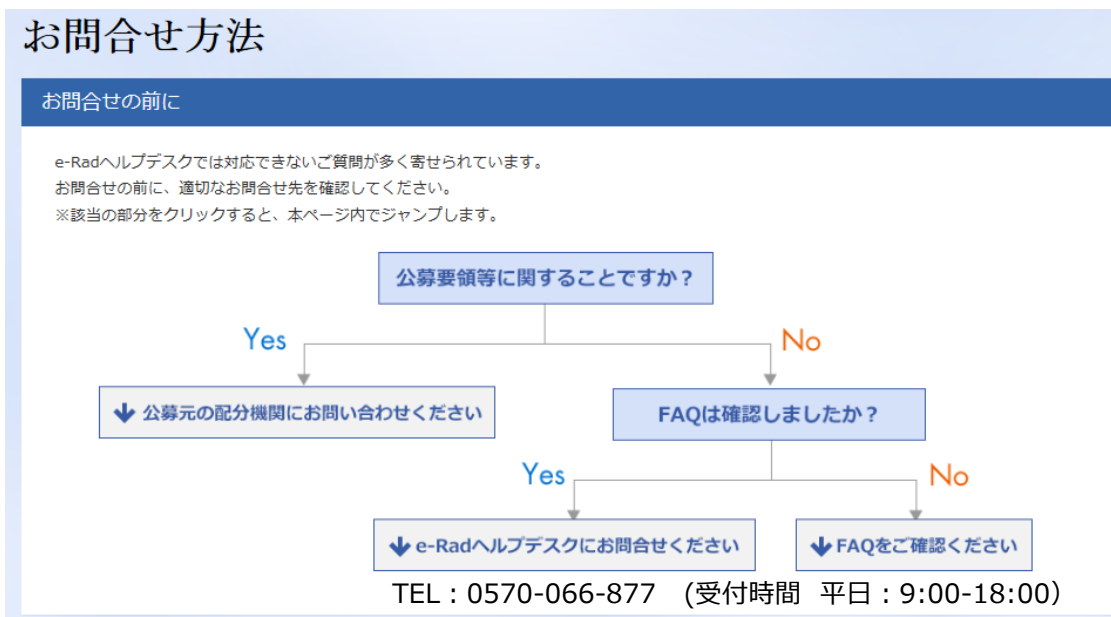 お問合せ方法
お問合せの前に
e-Radヘルプデスクでは対応できないご質問が多く寄せられています。
お問合せの前に、適切なお問合せ先を確認してください。
※該当の部分をクリックすると、本ページ内でジャンプします。
公募要領等に関することですか？
Yes
No
公募元の配分機関にお問い合わせください
FAQは確認しましたか？
Yes
No
e-Radヘルプデスクにお問合せください
FAQをご確認ください
TEL：0570-066-877 (受付時間 平日：9:00-18:00）